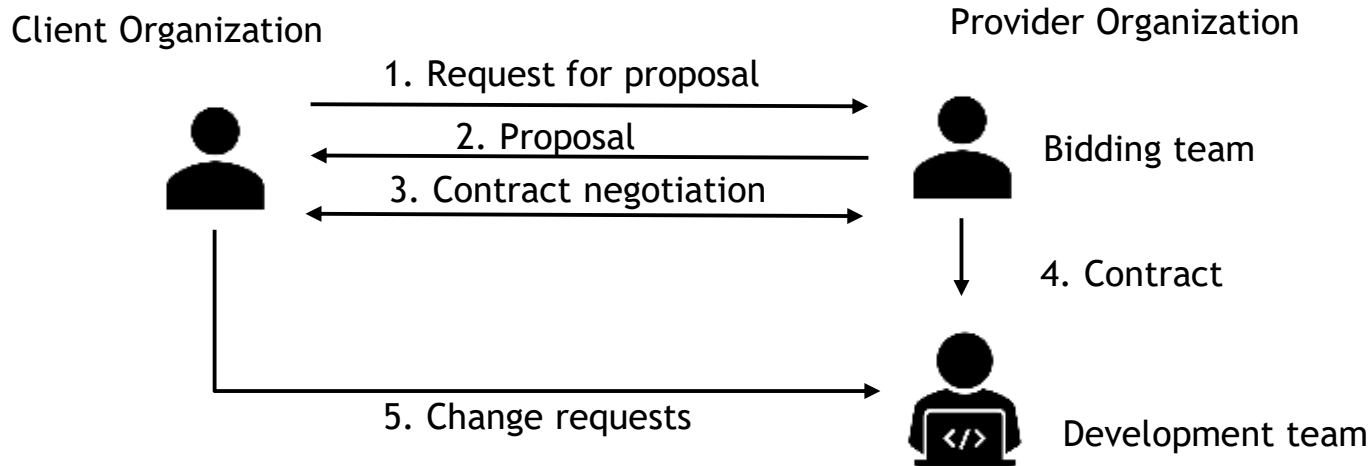 Client Organization
Provider Organization
1. Request for proposal
2. Proposal
Bidding team
3. Contract negotiation
4. Contract
5. Change requests
</>
Development team